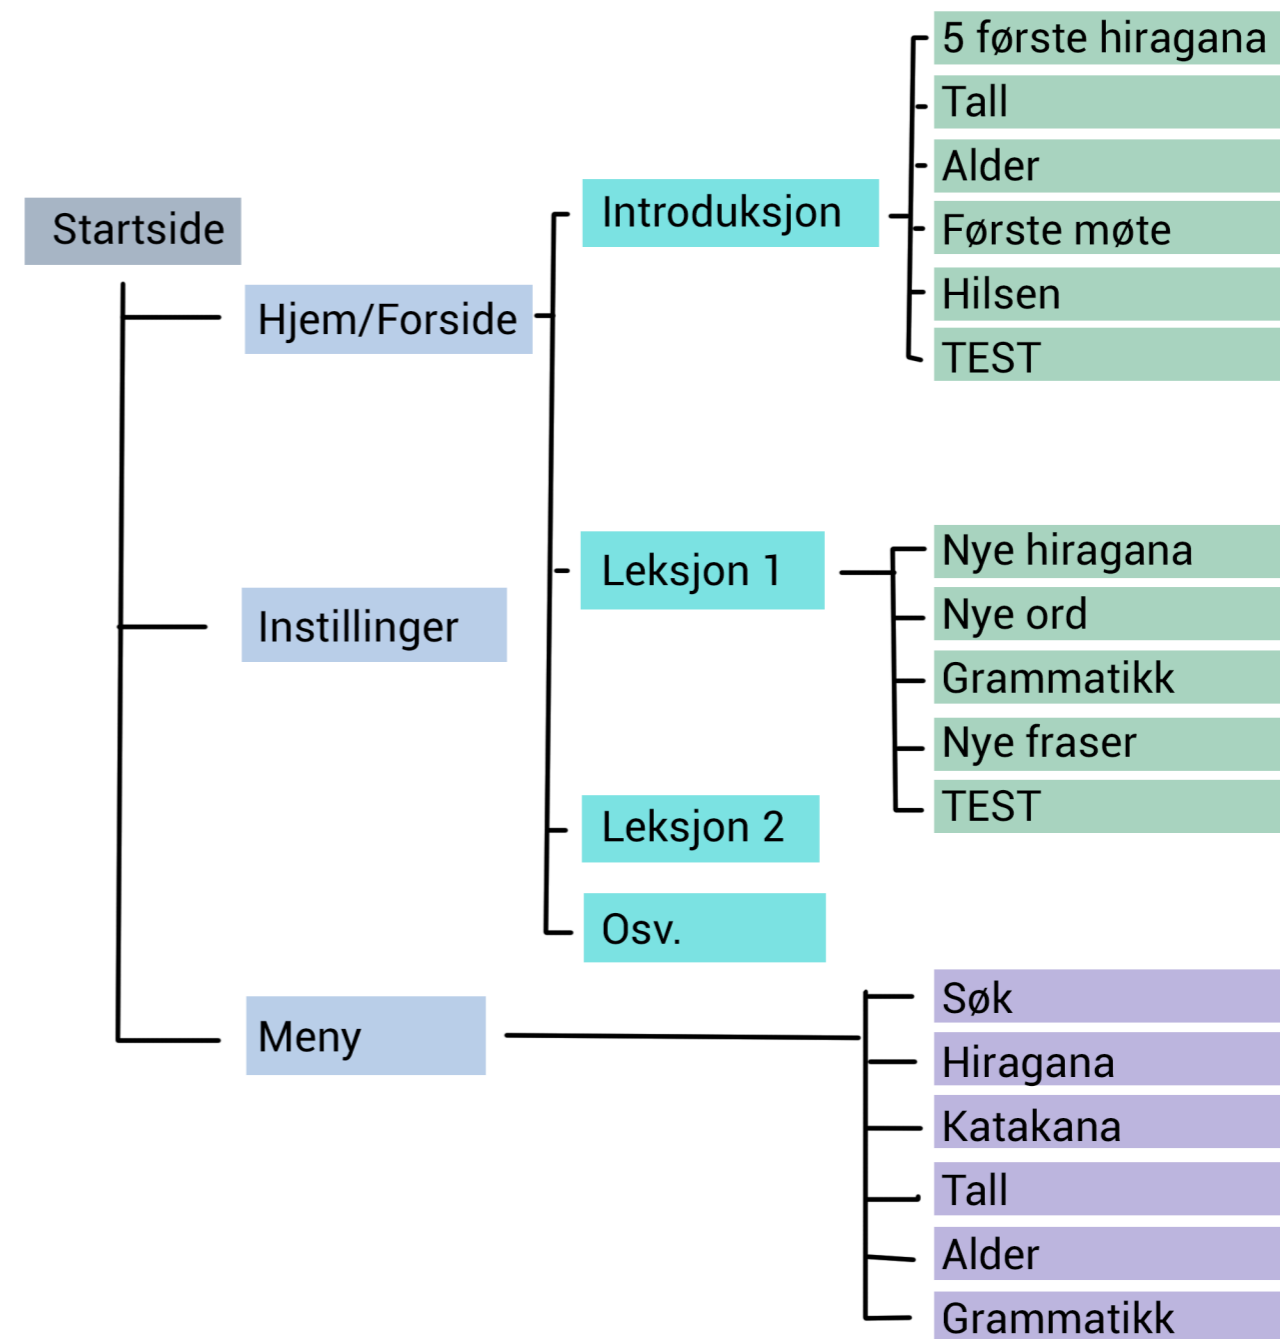 Startside
Hjem/Forside
Introduksjon
5 første hiragana
Tall
Alder
Første møte
Hilsen
TEST
Leksjon 1
Nye hiragana
Nye ord
Grammatikk
Nye fraser
TEST
Leksjon 2
Osv.
Instillinger
Meny
Søk
Hiragana
Katakana
Tall
Alder
Grammatikk